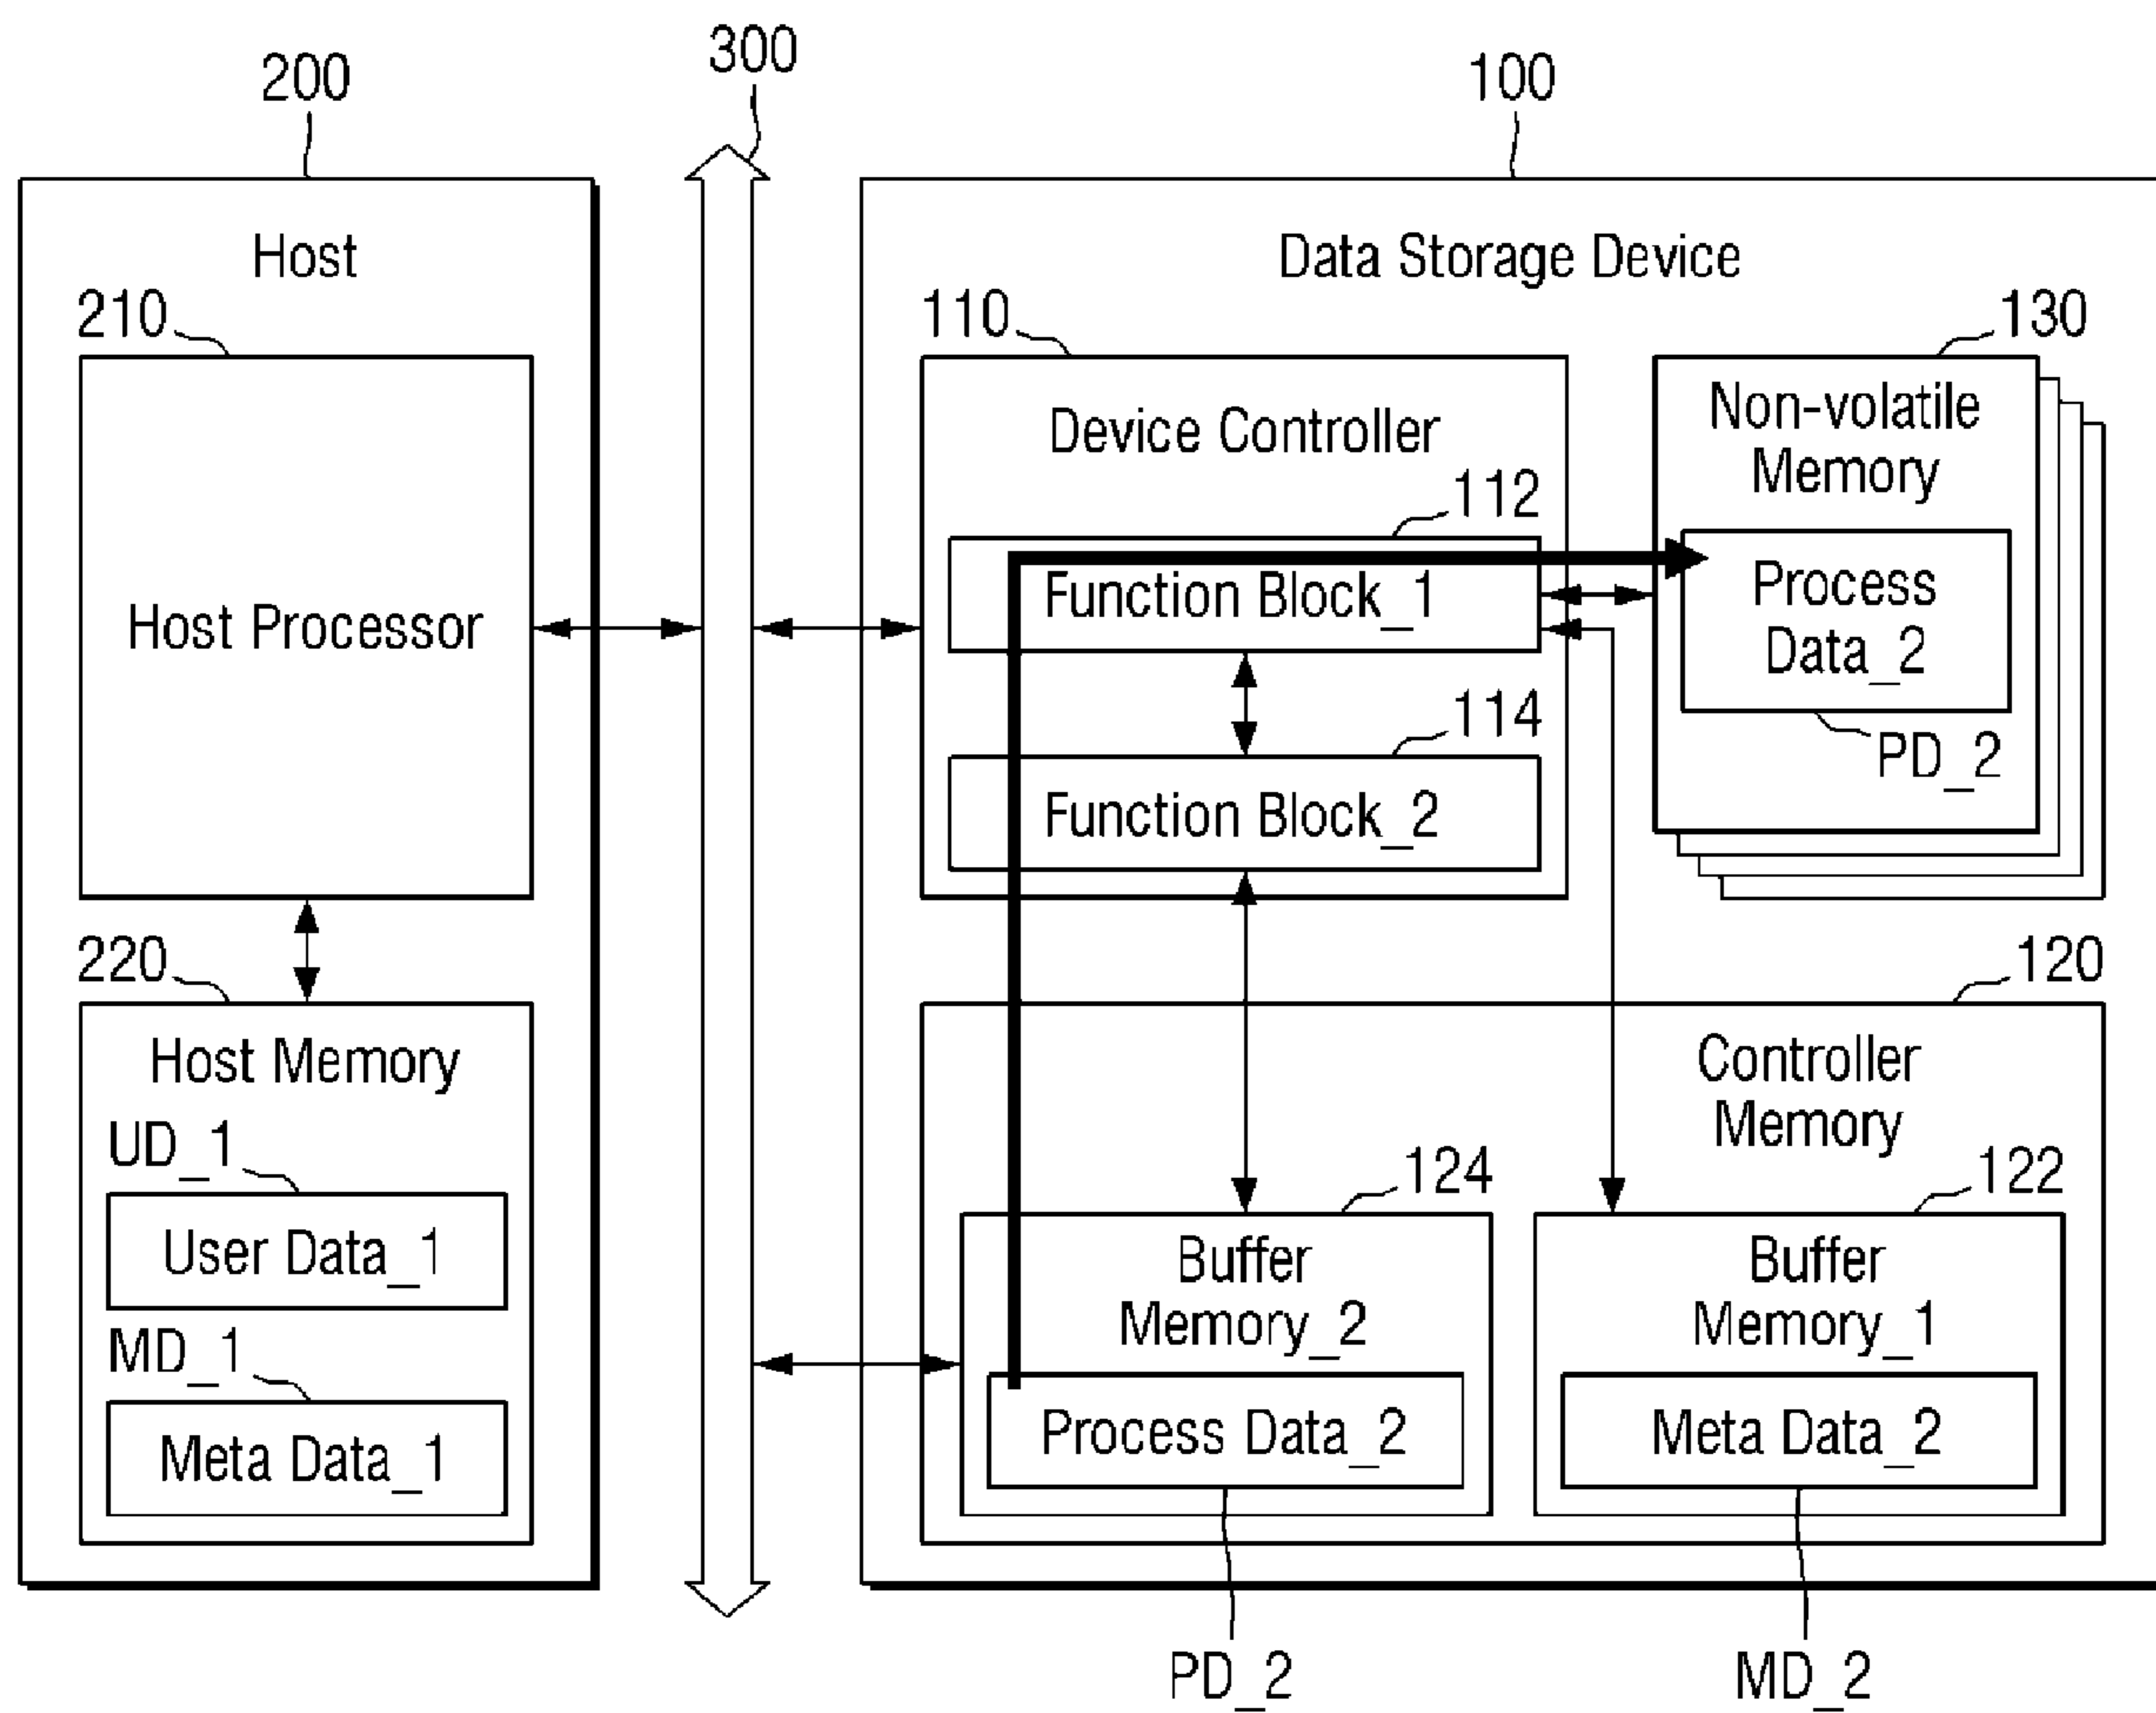 300
200
100
Host
Data Storage Device
210
110
130
Non-volatile
Memory
Device Controller
112
Process
Data_2
Function Block_1
Host Processor
114
PD_2
Function Block_2
220
120
Host Memory
Controller
Memory
UD_1
124
122
User Data_1
Buffer
Memory_2
Buffer
Memory_1
MD_1
Process Data_2
Meta Data_2
Meta Data_1
PD_2
MD_2